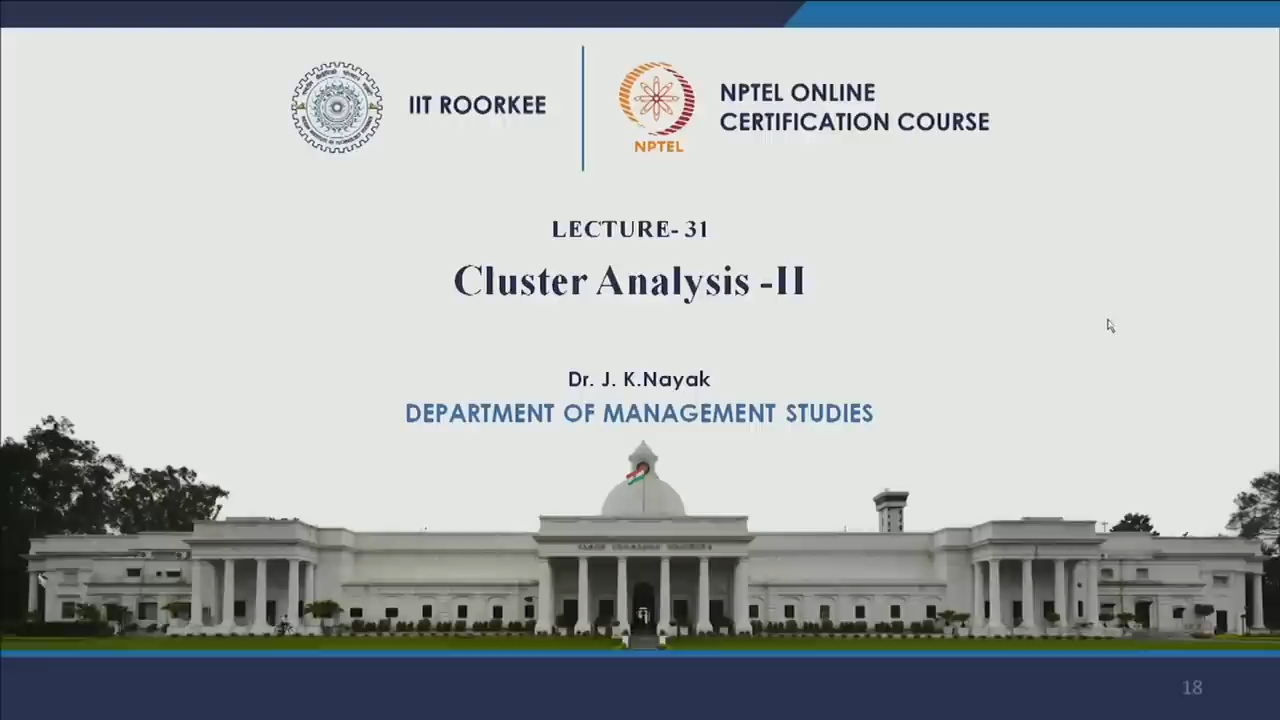 IIT ROORKEE
NPTEL
NPTEL ONLINE
CERTIFICATION COURSE
LECTURE- 31
Cluster Analysis -II
Dr. J. K.Nayak
DEPARTMENT OF MANAGEMENT STUDIES
18